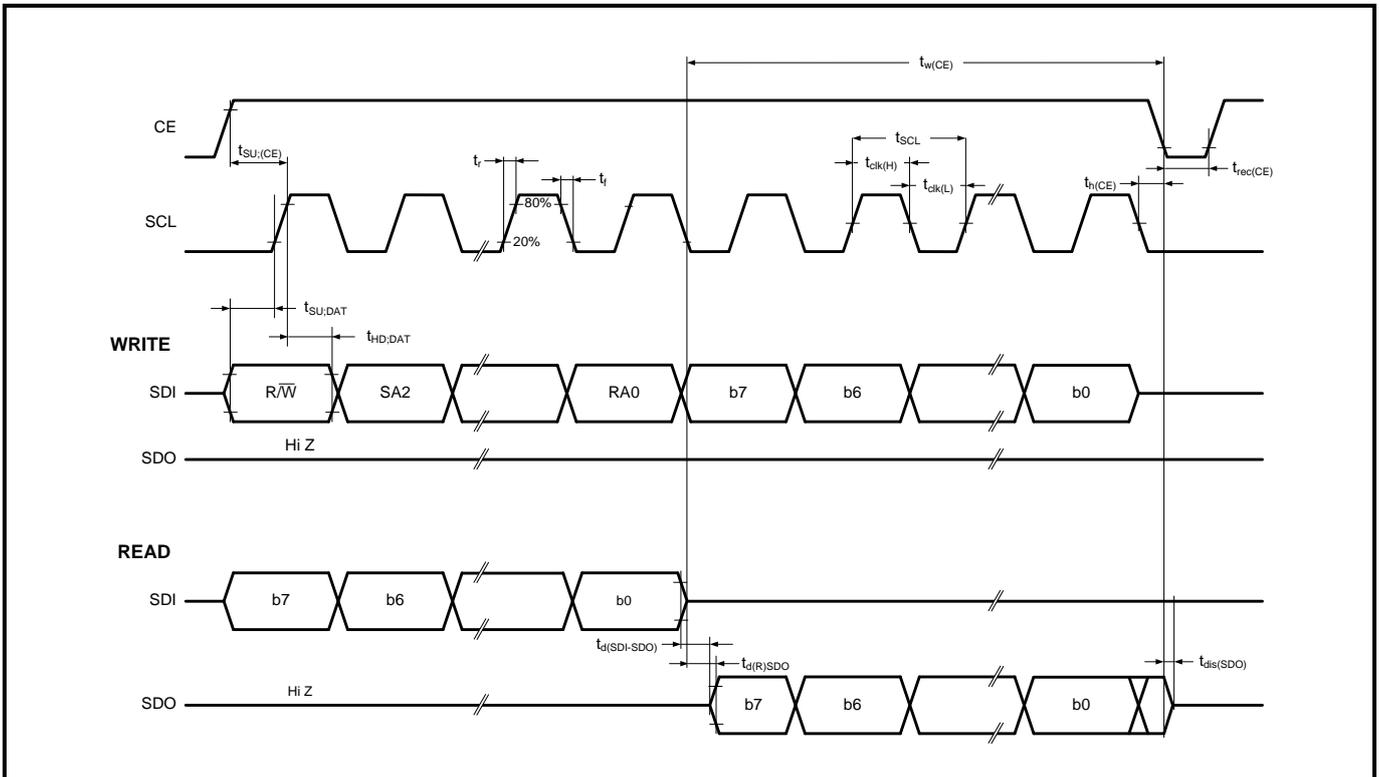 tw(CE)
CE
tSU;(CE)
tr
tf
tSCL
tclk(H)
tclk(L)
th(CE)
trec(CE)
SCL
80%
20%
tSU;DAT
tHD;DAT
WRITE
SDI R/W̅ SA2 RA0 b7 b6 b0
Hi Z
SDO
READ
SDI b7 b6 b0
td(SDI-SDO)
td(R)SDO
tdis(SDO)
Hi Z
SDO b7 b6 b0